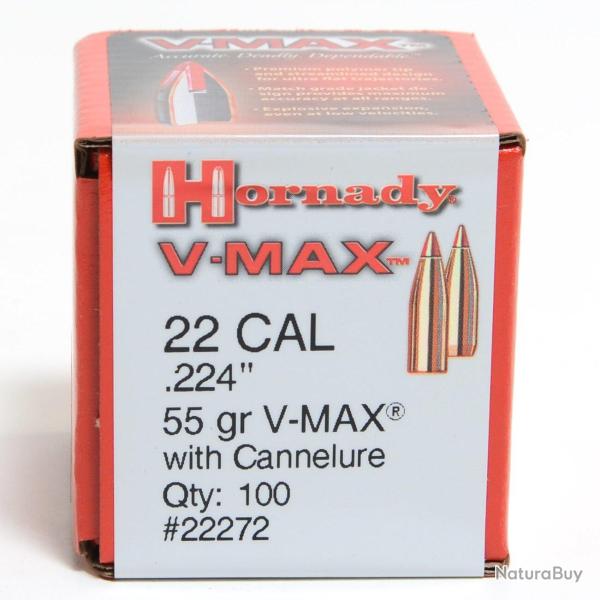 V-MAX®
Accurate. Deadly. Dependable.™
• Premium polymer tip
and streamlined design
for ultra flat trajectories.
• Match grade jacket de-
sign provides maximum
accuracy at all ranges.
• Explosive expansion,
even at low velocities.
Hornady®
V-MAX™
22 CAL
.224"
55 gr V-MAX®
with Cannelure
Qty: 100
#22272
NaturaBuy